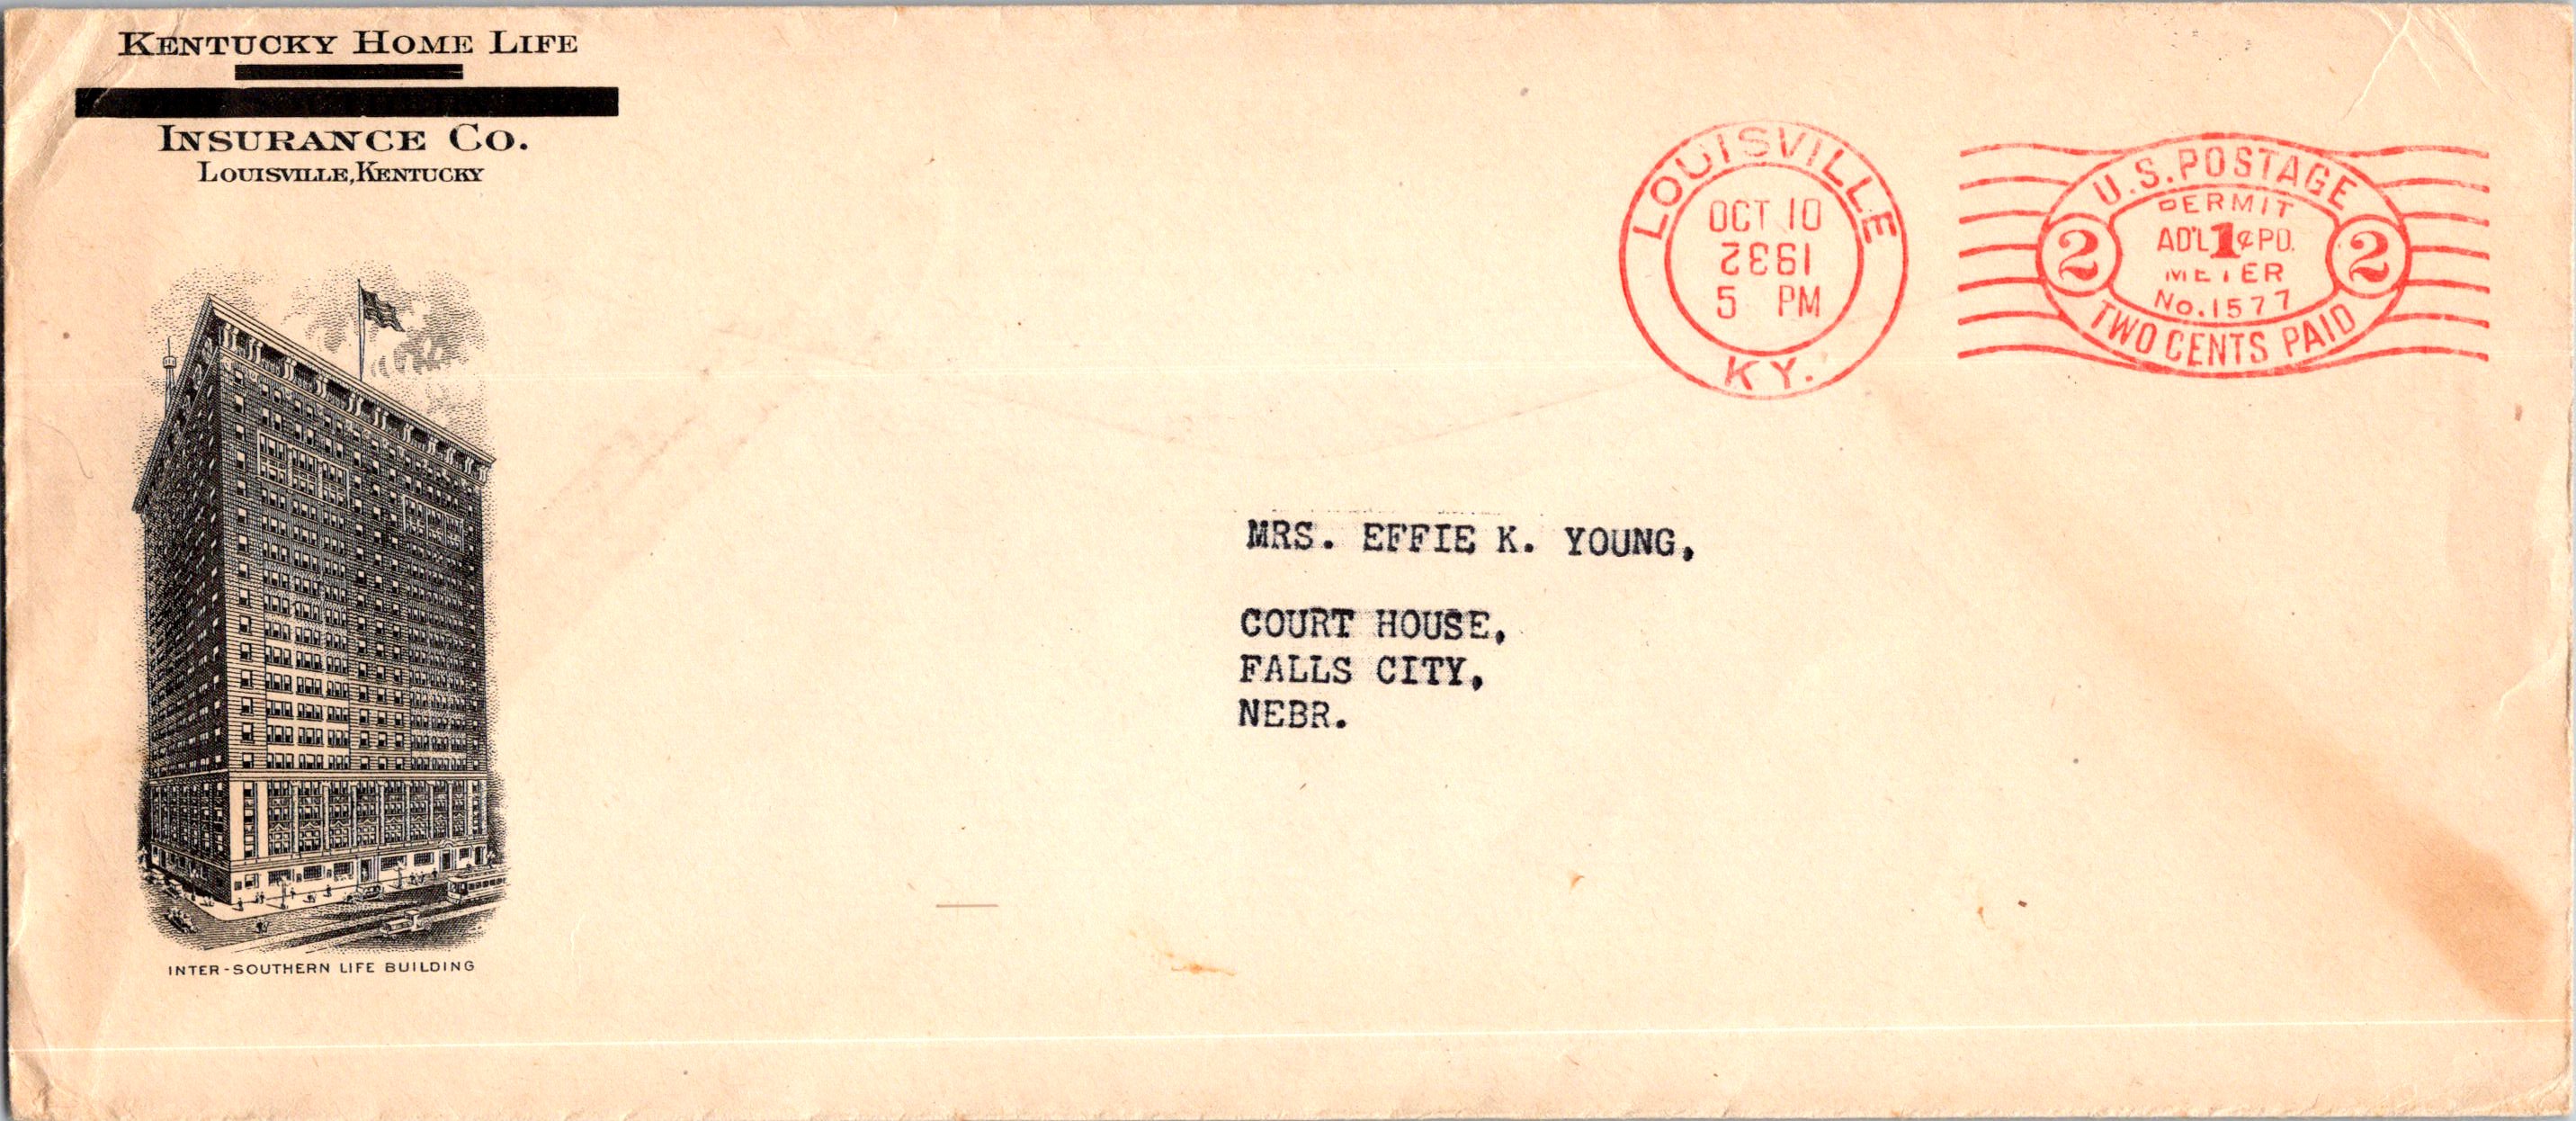 KENTUCKY HOME LIFE
INSURANCE CO.
LOUISVILLE, KENTUCKY
LOUISVILLE
OCT 10
1932
5 PM
KY.
U.S. POSTAGE
PERMIT
2 AD'L 1¢ PD. 2
METER
No. 1577
TWO CENTS PAID
MRS. EFFIE K. YOUNG,
COURT HOUSE,
FALLS CITY,
NEBR.
INTER-SOUTHERN LIFE BUILDING